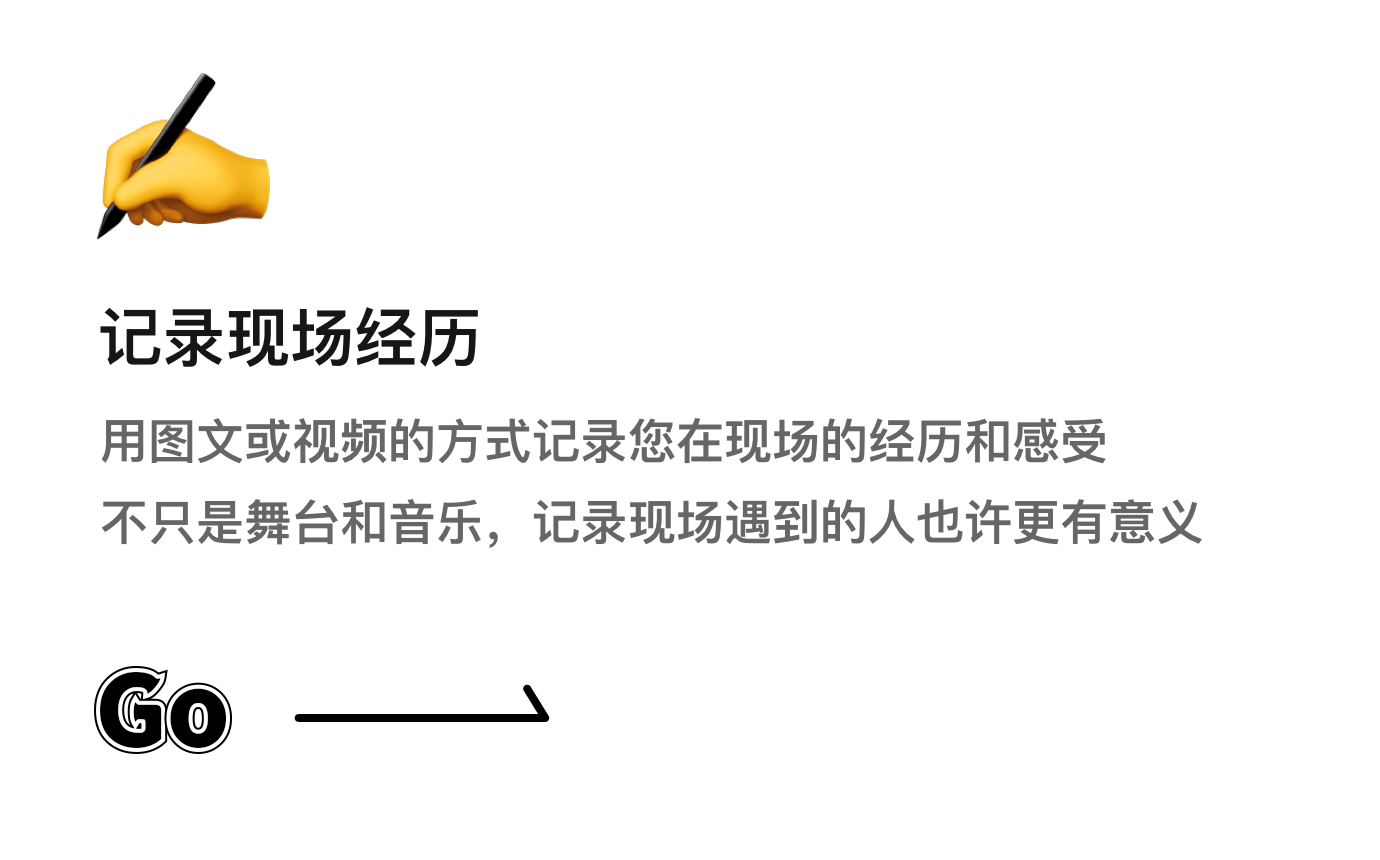 记录现场经历
用图文或视频的方式记录您在现场的经历和感受
不只是舞台和音乐，记录现场遇到的人也许更有意义
Go